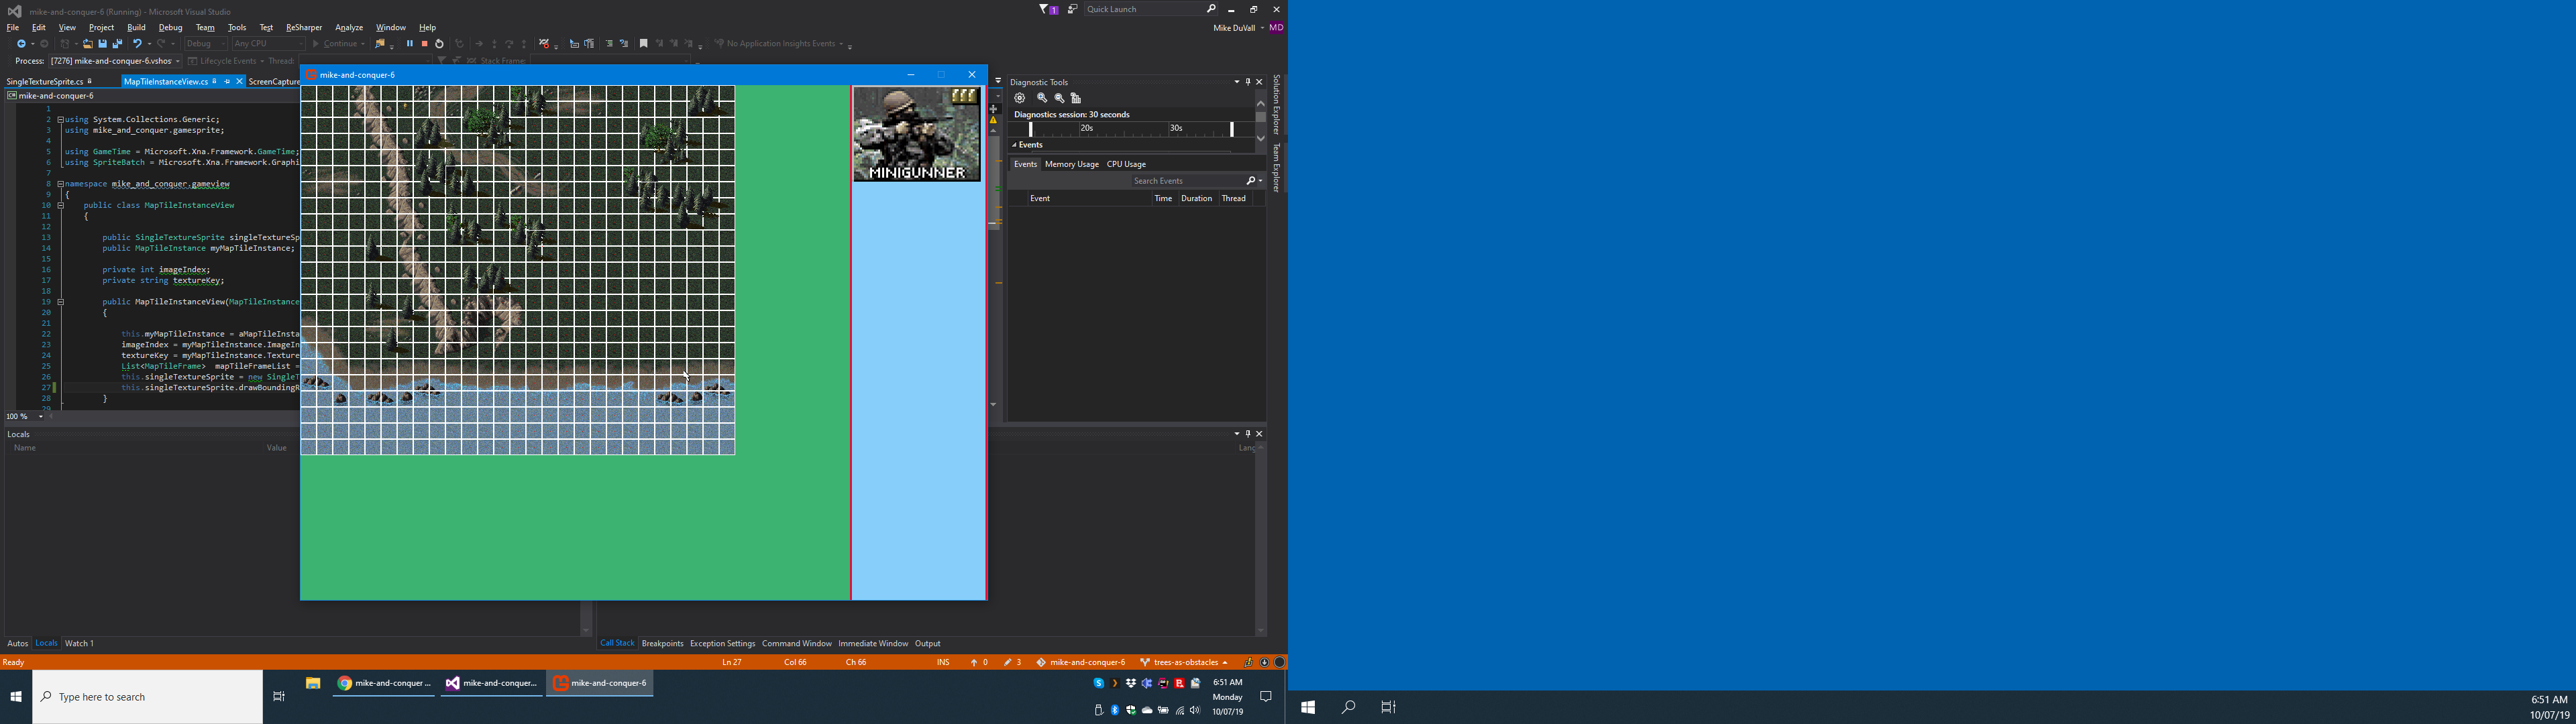 mike-and-conquer-6 (Running) - Microsoft Visual Studio
1
Quick Launch
File Edit View Project Build Debug Team Tools Test ReSharper Analyze Window Help
Mike DuVall MD
Debug Any CPU Continue No Application Insights Events
Process: [7276] mike-and-conquer-6.vshos Lifecycle Events Thread: Stack Frame:
SingleTextureSprite.cs MapTileInstanceView.cs ScreenCapture
mike-and-conquer-6
mike-and-conquer-6
1
2 using System.Collections.Generic;
3 using mike_and_conquer.gamesprite;
4
5 using GameTime = Microsoft.Xna.Framework.GameTime;
6 using SpriteBatch = Microsoft.Xna.Framework.Graphi
7
8 namespace mike_and_conquer.gameview
9 {
10 public class MapTileInstanceView
11 {
12
13 public SingleTextureSprite singleTextureSp
14 public MapTileInstance myMapTileInstance;
15
16 private int imageIndex;
17 private string textureKey;
18
19 public MapTileInstanceView(MapTileInstance
20 {
21
22 this.myMapTileInstance = aMapTileInsta
23 imageIndex = myMapTileInstance.ImageIn
24 textureKey = myMapTileInstance.Texture
25 List<MapTileFrame> mapTileFrameList =
26 this.singleTextureSprite = new SingleT
27 this.singleTextureSprite.drawBoundingR
28 }
29
100 %
MINIGUNNER
Diagnostic Tools
Diagnostics session: 30 seconds
20s 30s
Events
Events Memory Usage CPU Usage
Search Events
Event Time Duration Thread
Solution Explorer
Team Explorer
Locals
Name Value
Lang
Autos Locals Watch 1
Call Stack Breakpoints Exception Settings Command Window Immediate Window Output
Ready Ln 27 Col 66 Ch 66 INS 0 3 mike-and-conquer-6 trees-as-obstacles
Type here to search
mike-and-conquer ... mike-and-conquer... mike-and-conquer-6
6:51 AM
Monday
10/07/19
6:51 AM
10/07/19